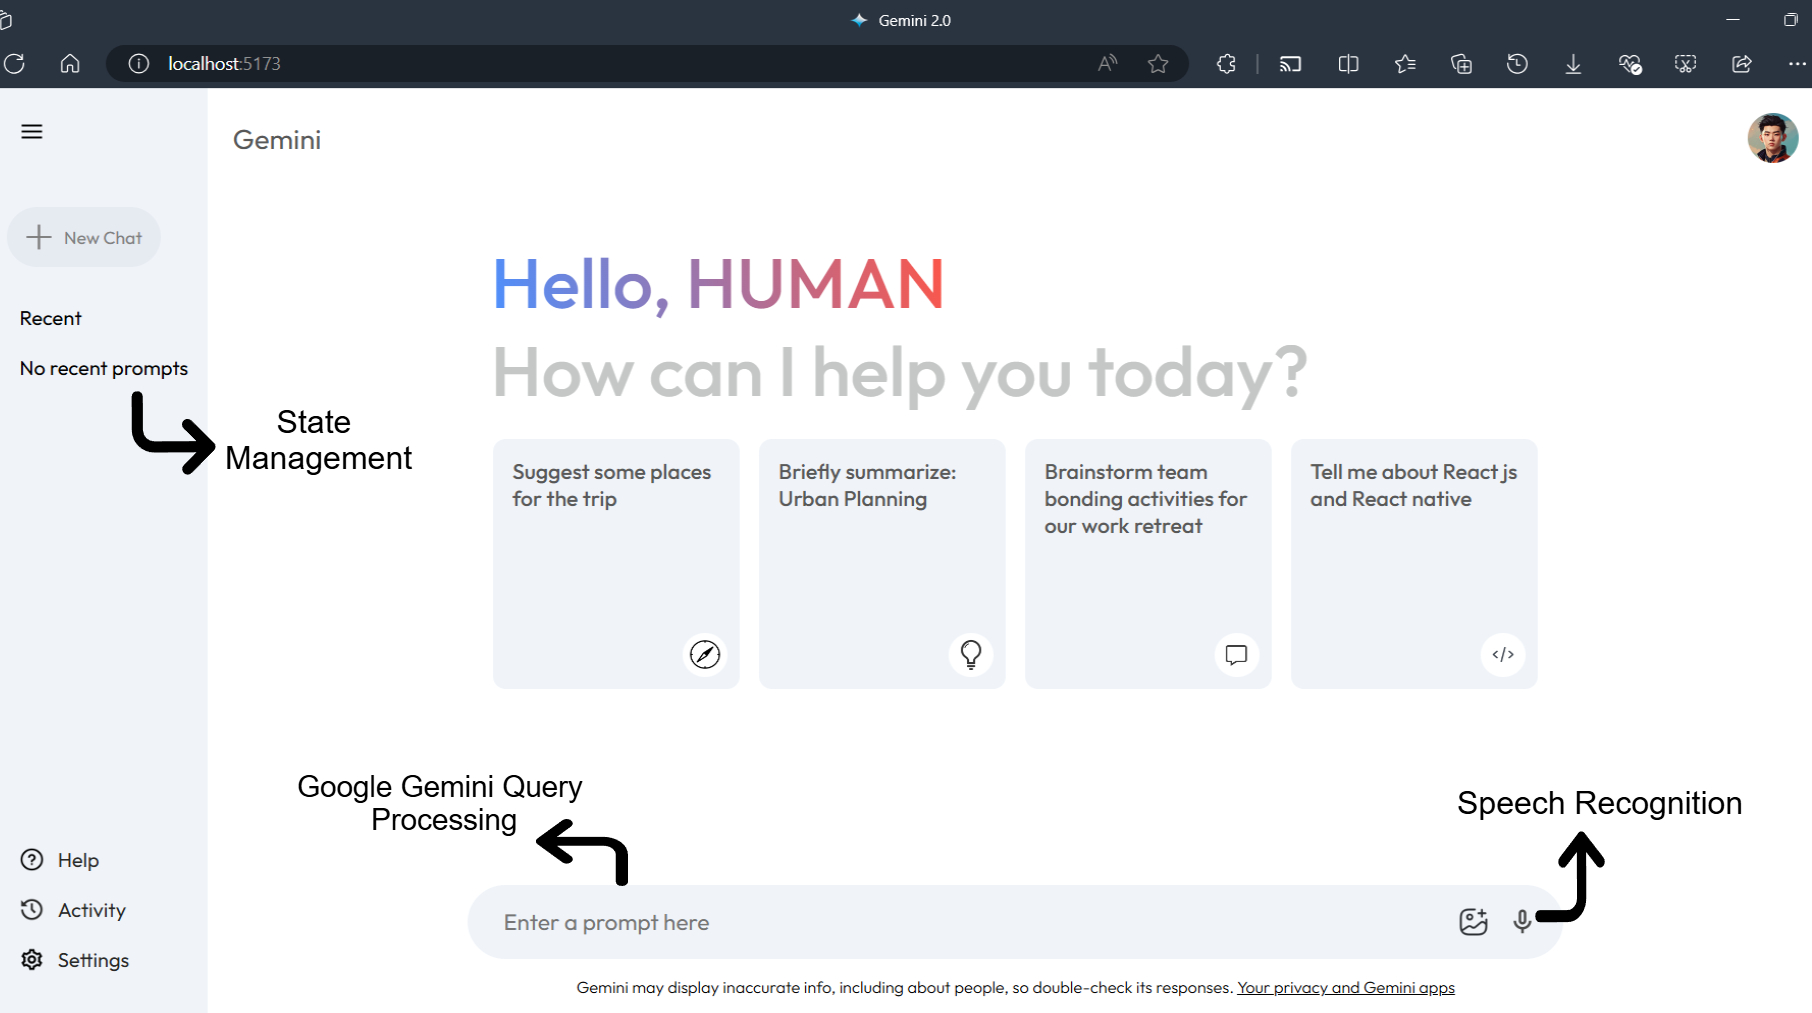 Gemini 2.0
localhost:5173
Gemini
New Chat
Recent
No recent prompts
State
Management
Hello, HUMAN
How can I help you today?
Suggest some places
for the trip
Briefly summarize:
Urban Planning
Brainstorm team
bonding activities for
our work retreat
Tell me about React js
and React native
</>
Google Gemini Query
Processing
Speech Recognition
Help
Activity
Settings
Enter a prompt here
Gemini may display inaccurate info, including about people, so double-check its responses. Your privacy and Gemini apps